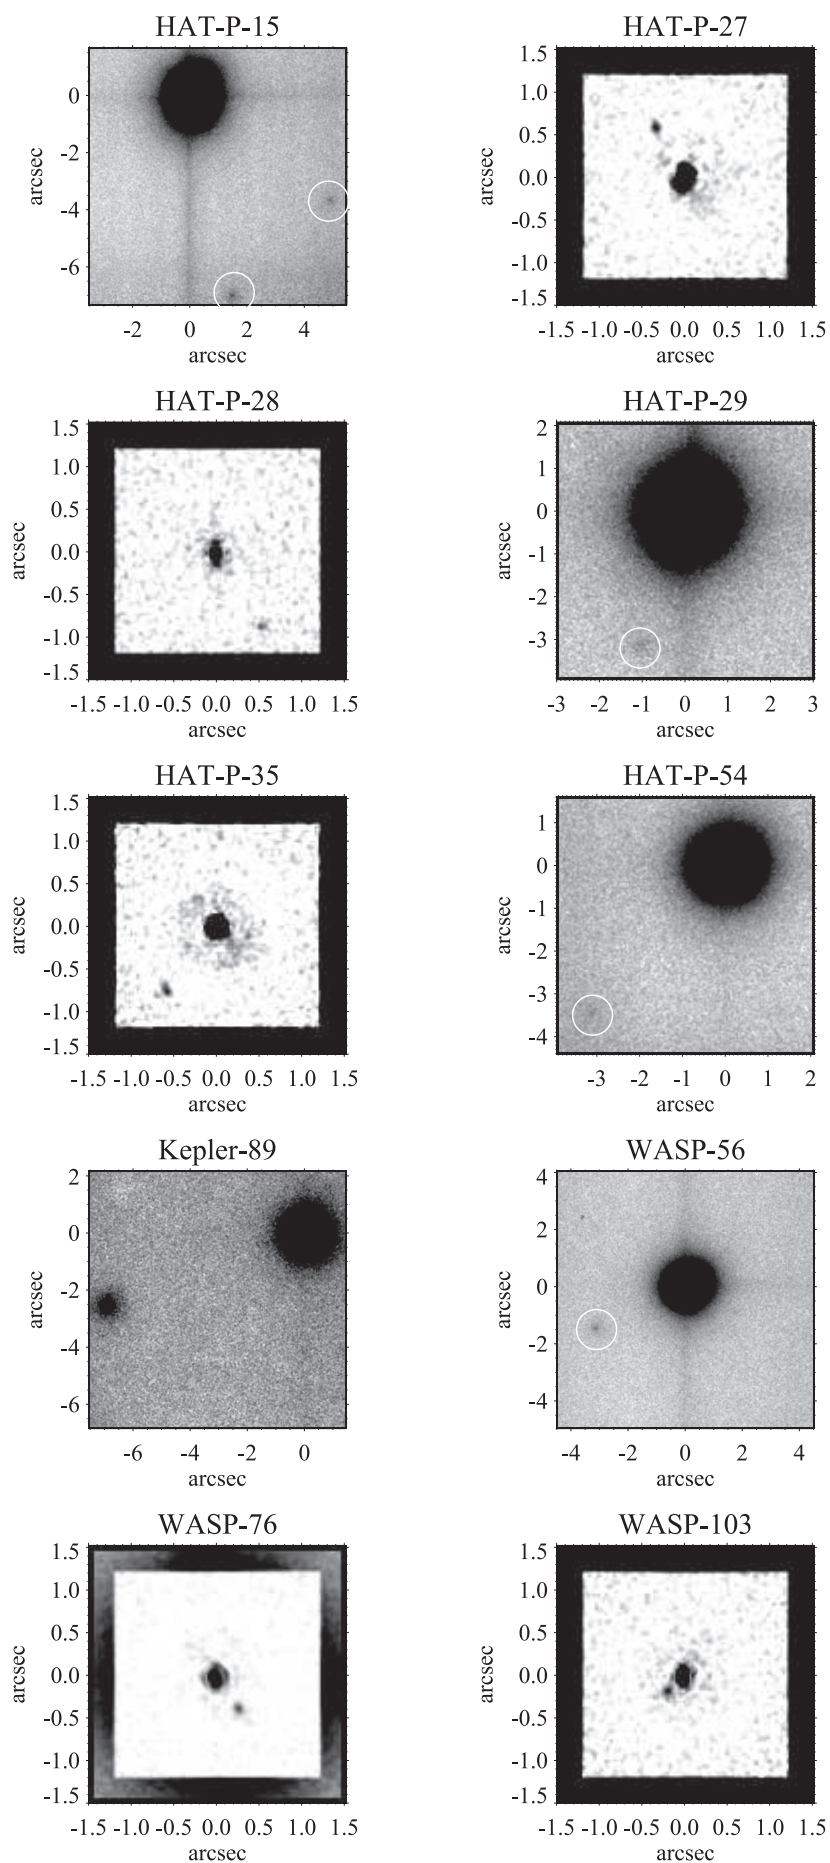 HAT-P-15
arcsec
0
-2
-4
-6
-2 0 2 4
arcsec
HAT-P-27
arcsec
1.5
1.0
0.5
0.0
-0.5
-1.0
-1.5
-1.5 -1.0 -0.5 0.0 0.5 1.0 1.5
arcsec
HAT-P-28
arcsec
1.5
1.0
0.5
0.0
-0.5
-1.0
-1.5
-1.5 -1.0 -0.5 0.0 0.5 1.0 1.5
arcsec
HAT-P-29
arcsec
2
1
0
-1
-2
-3
-3 -2 -1 0 1 2 3
arcsec
HAT-P-35
arcsec
1.5
1.0
0.5
0.0
-0.5
-1.0
-1.5
-1.5 -1.0 -0.5 0.0 0.5 1.0 1.5
arcsec
HAT-P-54
arcsec
1
0
-1
-2
-3
-4
-3 -2 -1 0 1 2
arcsec
Kepler-89
arcsec
2
0
-2
-4
-6
-6 -4 -2 0
arcsec
WASP-56
arcsec
4
2
0
-2
-4
-4 -2 0 2 4
arcsec
WASP-76
arcsec
1.5
1.0
0.5
0.0
-0.5
-1.0
-1.5
-1.5 -1.0 -0.5 0.0 0.5 1.0 1.5
arcsec
WASP-103
arcsec
1.5
1.0
0.5
0.0
-0.5
-1.0
-1.5
-1.5 -1.0 -0.5 0.0 0.5 1.0 1.5
arcsec